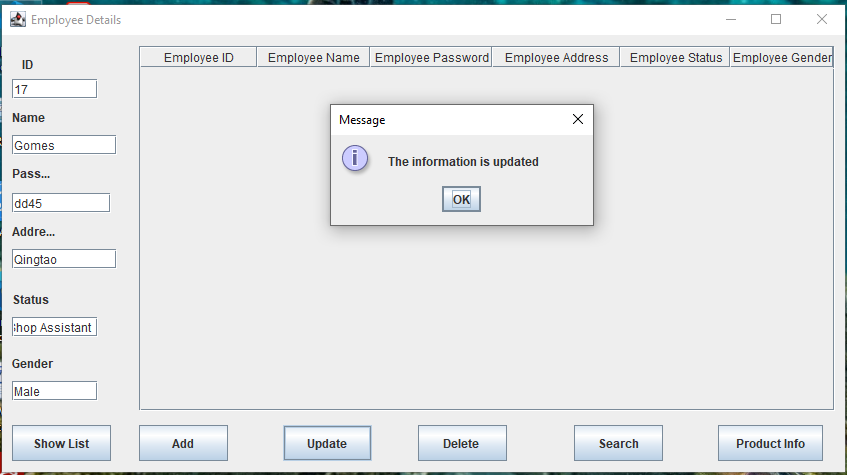 Employee Details
ID
17
Name
Gomes
Pass...
dd45
Addre...
Qingtao
Status
Shop Assistant
Gender
Male
Employee ID Employee Name Employee Password Employee Address Employee Status Employee Gender
Message
i
The information is updated
OK
Show List Add Update Delete Search Product Info